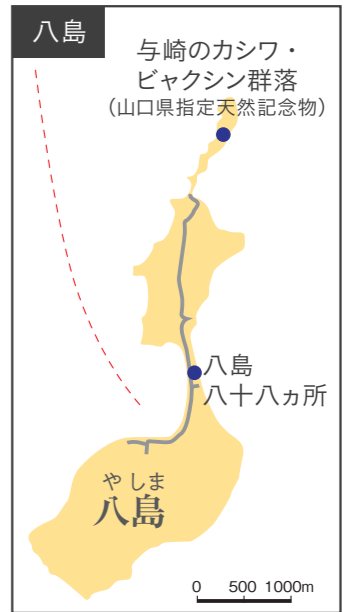 八島
与崎のカシワ・
ビャクシン群落
(山口県指定天然記念物)
八島
八十八ヵ所
やしま
八島
0 500 1000m